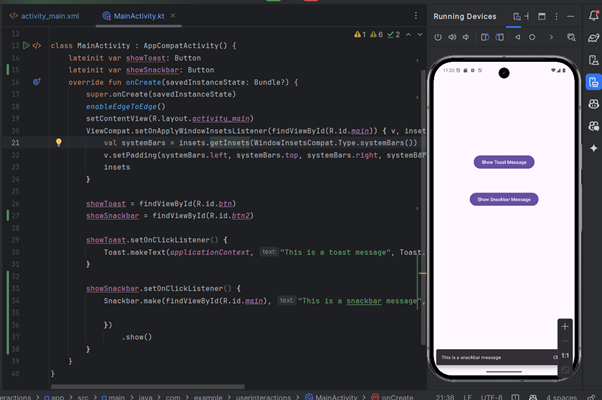 activity_main.xml
MainActivity.kt
Running Devices
1 6 2
12
13 class MainActivity : AppCompatActivity() {
14 lateinit var showToast: Button
15 lateinit var showSnackbar: Button
16 override fun onCreate(savedInstanceState: Bundle?) {
17 super.onCreate(savedInstanceState)
18 enableEdgeToEdge()
19 setContentView(R.layout.activity_main)
20 ViewCompat.setOnApplyWindowInsetsListener(findViewById(R.id.main)) { v, inset
21 val systemBars = insets.getInsets(WindowInsetsCompat.Type.systemBars())
22 v.setPadding(systemBars.left, systemBars.top, systemBars.right, systemBar
23 insets
24 }
25
26 showToast = findViewById(R.id.btn)
27 showSnackbar = findViewById(R.id.btn2)
28
29 showToast.setOnClickListener() {
30 Toast.makeText(applicationContext, text: "This is a toast message", Toast.
31 }
32
33 showSnackbar.setOnClickListener() {
34 Snackbar.make(findViewById(R.id.main), text: "This is a snackbar message",
35
36 })
37 .show()
38 }
39 }
40 }
11:20
Show Toast Message
Show Snackbar Message
This is a snackbar message
1:1
app src main java com example userinteractions MainActivity onCreate
21:38 LF UTF-8 4 spaces